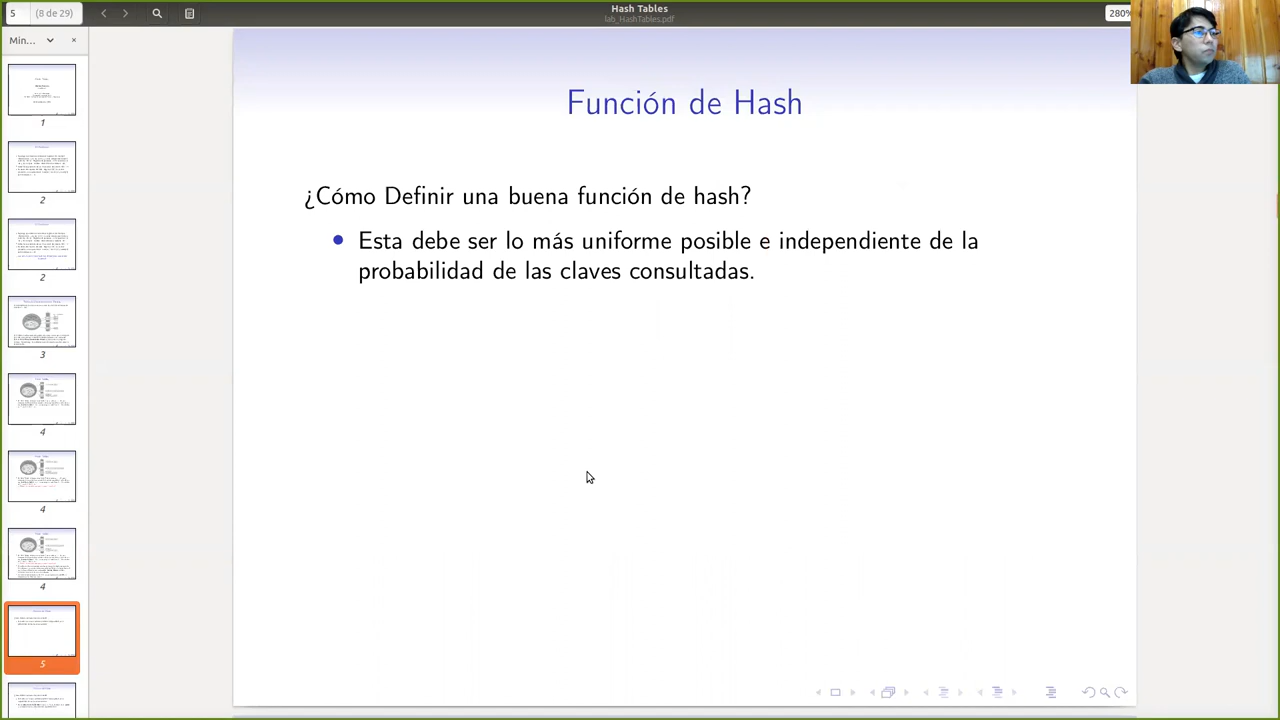 5 (8 de 29)
Hash Tables
lab_HashTables.pdf
280%
Min...
1
2
2
3
4
4
4
5
Función de Hash
¿Cómo Definir una buena función de hash?
Esta debe ser lo más uniforme posible e independiente de la
probabilidad de las claves consultadas.